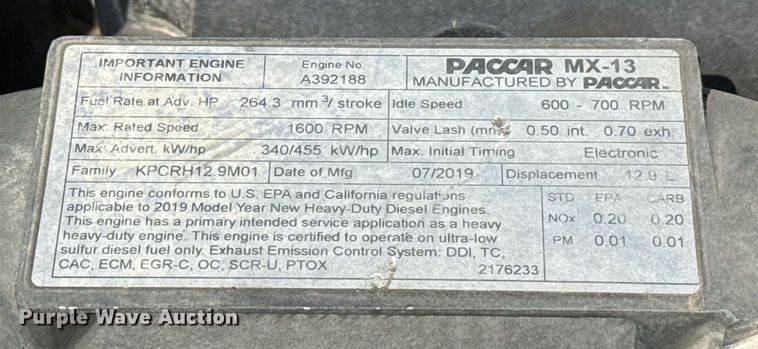 IMPORTANT ENGINE
INFORMATION
Engine No.
A392188
PACCAR MX-13
MANUFACTURED BY PACCAR INC
Fuel Rate at Adv. HP 264.3 mm³/ stroke
Idle Speed 600 - 700 RPM
Max. Rated Speed 1600 RPM
Valve Lash (mm) 0.50 int. 0.70 exh
Max. Advert. kW/hp 340/455 kW/hp
Max. Initial Timing Electronic
Family KPCRH12.9M01
Date of Mfg. 07/2019
Displacement 12.9 L
This engine conforms to U.S. EPA and California regulations
applicable to 2019 Model Year New Heavy-Duty Diesel Engines.
This engine has a primary intended service application as a heavy
heavy-duty engine. This engine is certified to operate on ultra-low
sulfur diesel fuel only. Exhaust Emission Control System: DDI, TC,
CAC, ECM, EGR-C, OC, SCR-U, PTOX
2176233
STD EPA CARB
NOx 0.20 0.20
PM 0.01 0.01
Purple Wave Auction